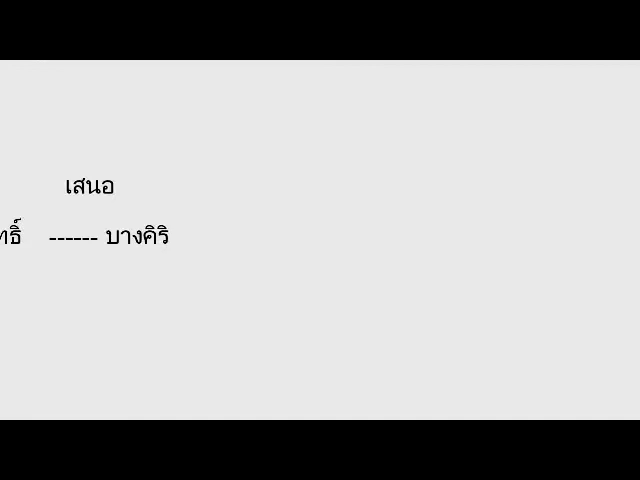 เสนอ
ทธิ์ ------ บางคิริ